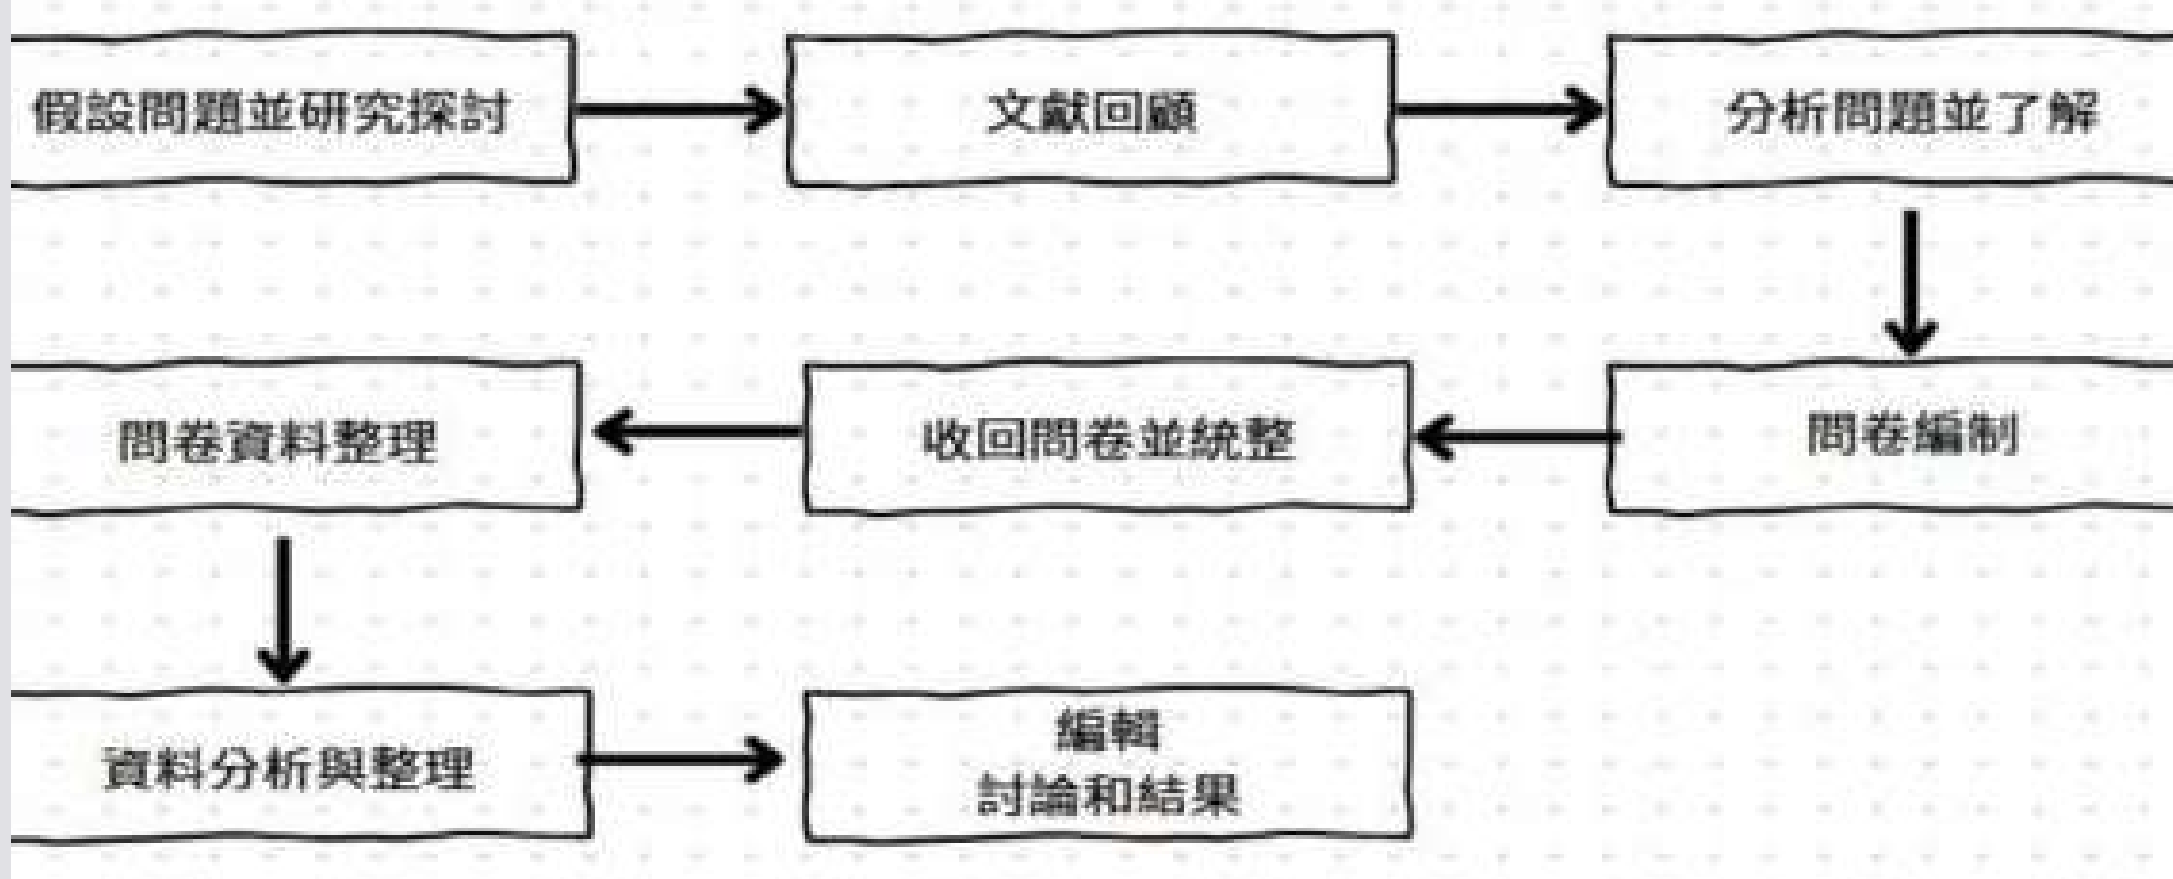 假設問題並研究探討
文獻回顧
分析問題並了解
問卷編制
收回問卷並統整
問卷資料整理
資料分析與整理
編輯
討論和結果